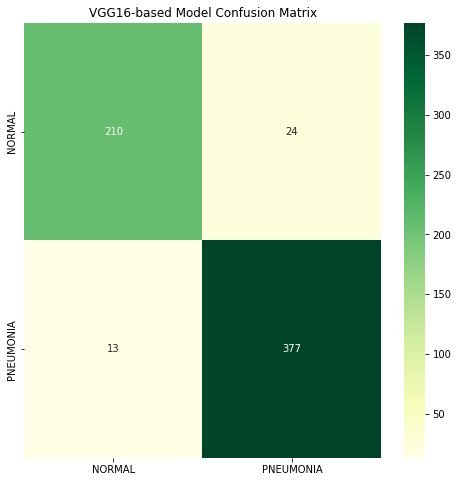 VGG16-based Model Confusion Matrix
NORMAL
210
24
PNEUMONIA
13
377
NORMAL
PNEUMONIA
350
300
250
200
150
100
50